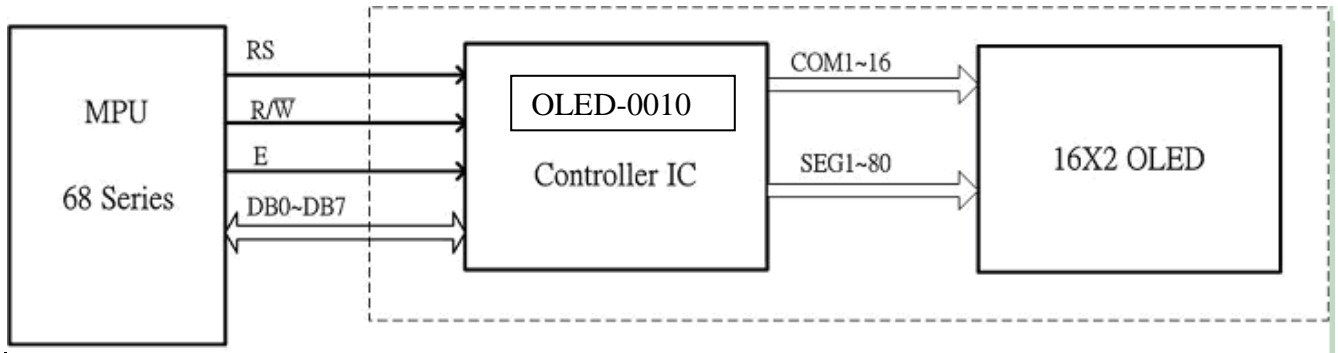 MPU
68 Series
RS
R/W̅
E
DB0~DB7
OLED-0010
Controller IC
COM1~16
SEG1~80
16X2 OLED